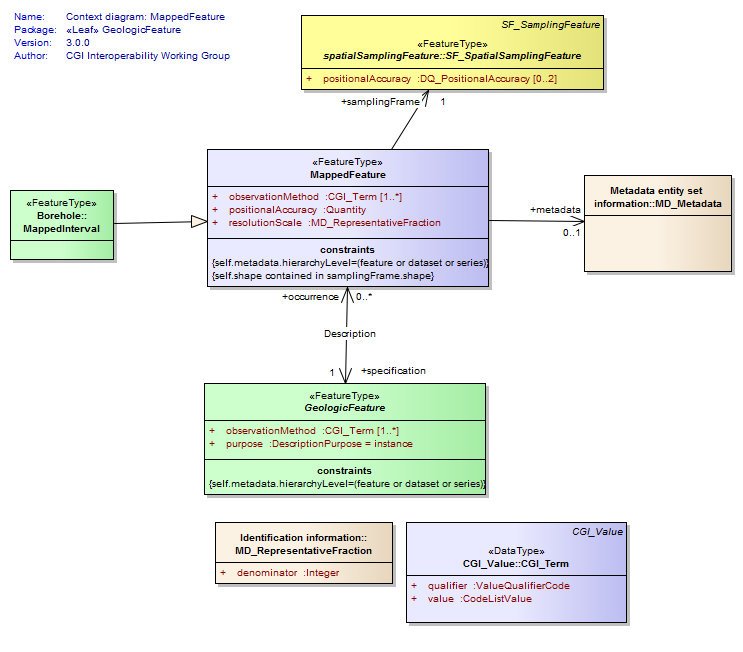 Name: Context diagram: MappedFeature
Package: «Leaf» GeologicFeature
Version: 3.0.0
Author: CGI Interoperability Working Group
SF_SamplingFeature
«FeatureType»
spatialSamplingFeature::SF_SpatialSamplingFeature
+ positionalAccuracy :DQ_PositionalAccuracy [0..2]
+samplingFrame 1
«FeatureType»
MappedFeature
+ observationMethod :CGI_Term [1..*]
+ positionalAccuracy :Quantity
+ resolutionScale :MD_RepresentativeFraction
constraints
{self.metadata.hierarchyLevel=(feature or dataset or series)}
{self.shape contained in samplingFrame.shape}
«FeatureType»
Borehole::
MappedInterval
+metadata
0..1
Metadata entity set
information::MD_Metadata
+occurrence 0..*
Description
1 +specification
«FeatureType»
GeologicFeature
+ observationMethod :CGI_Term [1..*]
+ purpose :DescriptionPurpose = instance
constraints
{self.metadata.hierarchyLevel=(feature or dataset or series)}
Identification information::
MD_RepresentativeFraction
+ denominator :Integer
CGI_Value
«DataType»
CGI_Value::CGI_Term
+ qualifier :ValueQualifierCode
+ value :CodeListValue